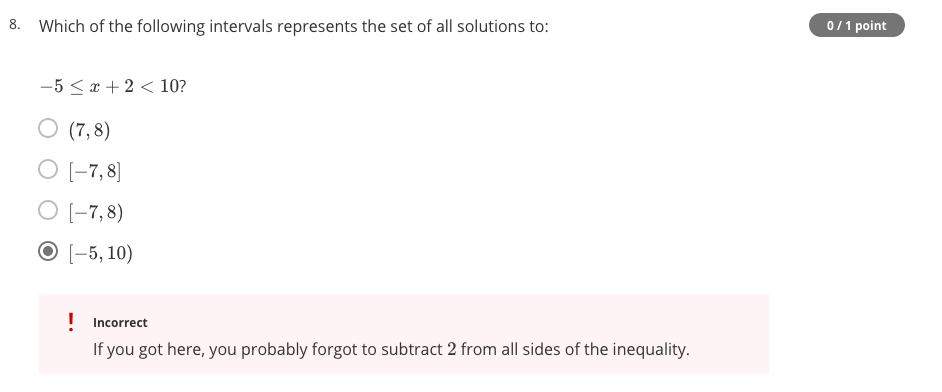 8. Which of the following intervals represents the set of all solutions to:
0 / 1 point
−5 ≤ x + 2 < 10?
(7, 8)
[−7, 8]
[−7, 8)
[−5, 10)
! Incorrect
If you got here, you probably forgot to subtract 2 from all sides of the inequality.